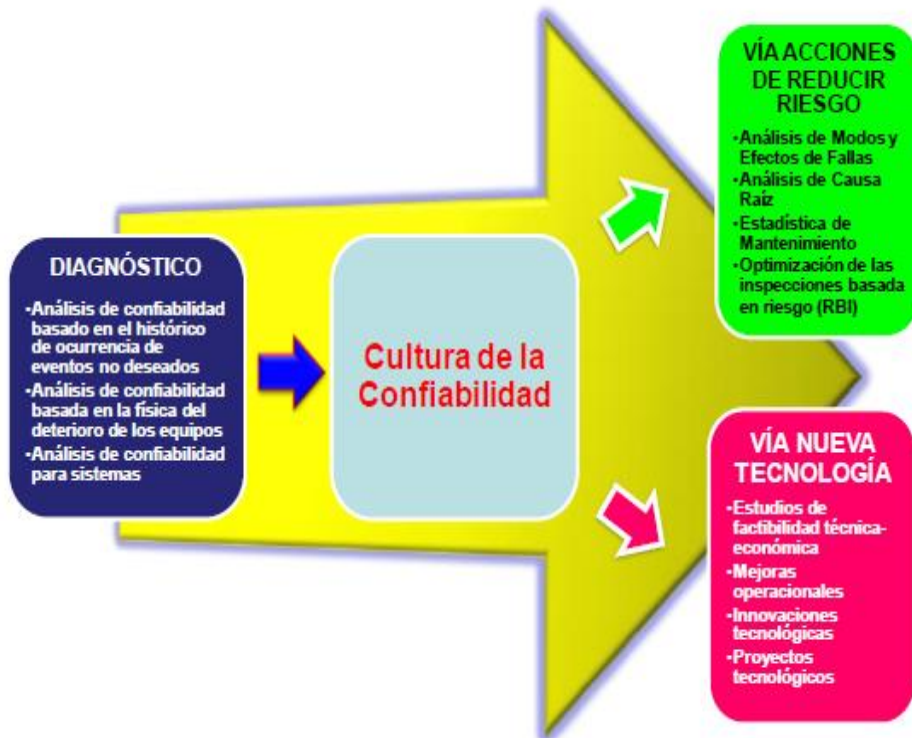 DIAGNÓSTICO
•Análisis de confiabilidad
basado en el histórico
de ocurrencia de
eventos no deseados
•Análisis de confiabilidad
basada en la física del
deterioro de los equipos
•Análisis de confiabilidad
para sistemas
Cultura de la
Confiabilidad
VÍA ACCIONES
DE REDUCIR
RIESGO
•Análisis de Modos y
Efectos de Fallas
•Análisis de Causa
Raíz
•Estadística de
Mantenimiento
•Optimización de las
inspecciones basada
en riesgo (RBI)
VÍA NUEVA
TECNOLOGÍA
•Estudios de
factibilidad técnica-
económica
•Mejoras
operacionales
•Innovaciones
tecnológicas
•Proyectos
tecnológicos